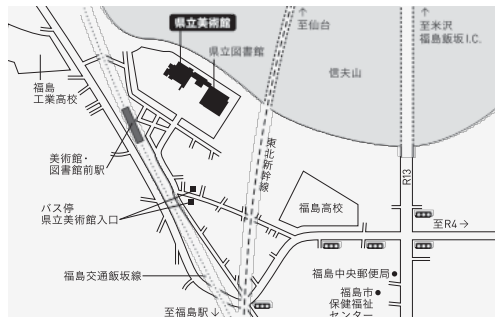 県立美術館
↑
至仙台
↑
至米沢
福島飯坂I.C.
県立図書館
信夫山
福島
工業高校
美術館・
図書館前駅
東北新幹線
R13
バス停
県立美術館入口
福島高校
至R4→
福島交通飯坂線
福島中央郵便局
福島市
保健福祉
センター
至福島駅↓